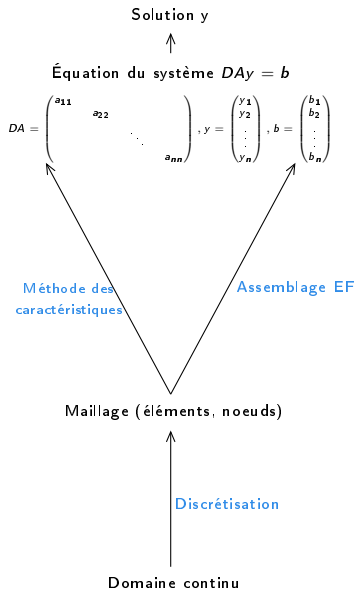 Solution y
Équation du système DAy = b
DA = ( a11 a22 ⋱ ann ) , y = ( y1 y2 ⋮ yn ) , b = ( b1 b2 ⋮ bn )
Méthode des
caractéristiques
Assemblage EF
Maillage (éléments, noeuds)
Discrétisation
Domaine continu